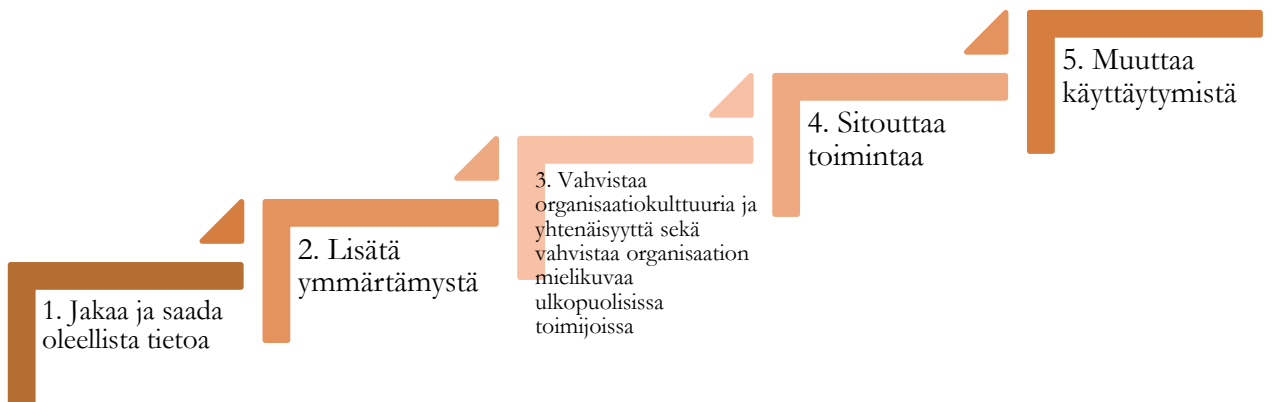 1. Jakaa ja saada
oleellista tietoa
2. Lisätä
ymmärtämystä
3. Vahvistaa
organisaatiokulttuuria ja
yhtenäisyyttä sekä
vahvistaa organisaation
mielikuvaa
ulkopuolisissa
toimijoissa
4. Sitouttaa
toimintaa
5. Muuttaa
käyttäytymistä